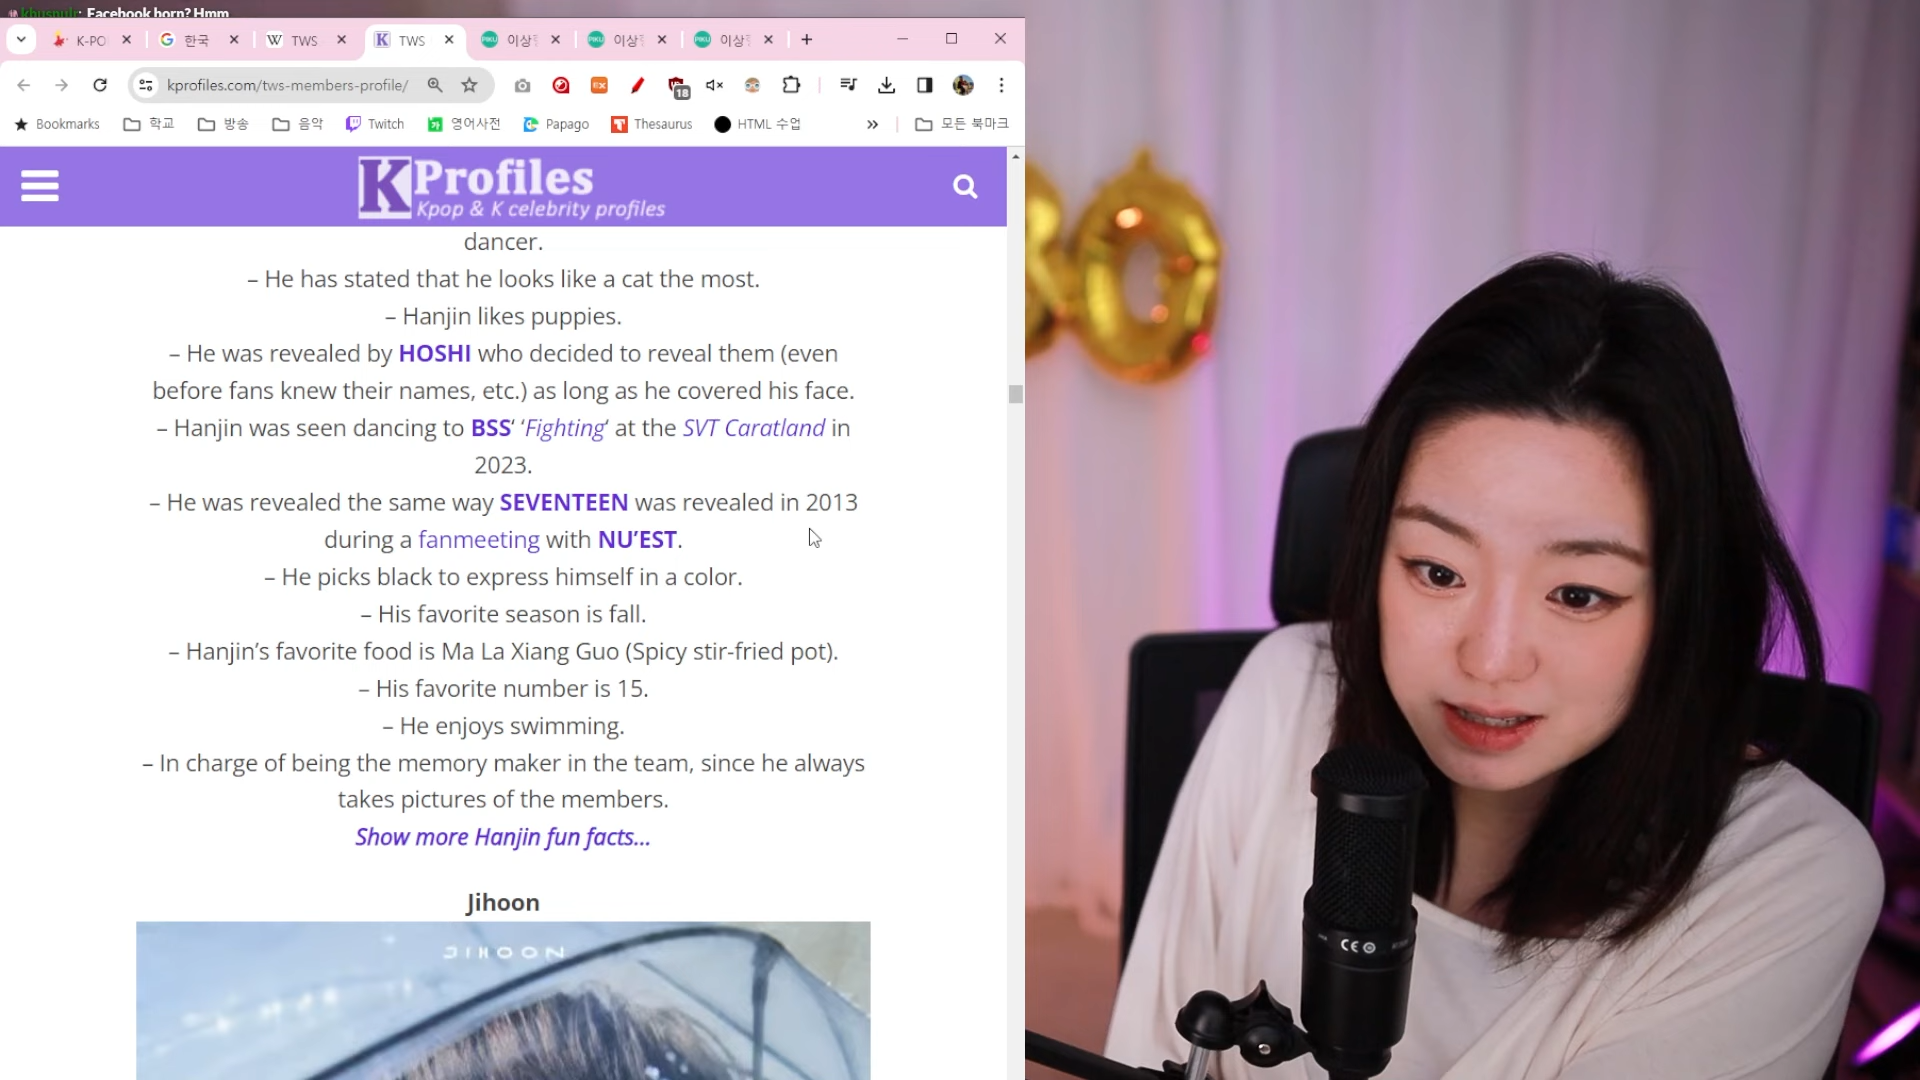 khuspulr: Facebook born? Hmm
K-PO
한국
TWS
TWS
이상
이상
이상
kprofiles.com/tws-members-profile/
18
Bookmarks
학교
방송
음악
Twitch
영어사전
Papago
Thesaurus
HTML 수업
»
모든 북마크
K Profiles
Kpop & K celebrity profiles
dancer.
– He has stated that he looks like a cat the most.
– Hanjin likes puppies.
– He was revealed by HOSHI who decided to reveal them (even
before fans knew their names, etc.) as long as he covered his face.
– Hanjin was seen dancing to BSS‘ ‘Fighting‘ at the SVT Caratland in
2023.
– He was revealed the same way SEVENTEEN was revealed in 2013
during a fanmeeting with NU’EST.
– He picks black to express himself in a color.
– His favorite season is fall.
– Hanjin’s favorite food is Ma La Xiang Guo (Spicy stir-fried pot).
– His favorite number is 15.
– He enjoys swimming.
– In charge of being the memory maker in the team, since he always
takes pictures of the members.
Show more Hanjin fun facts...
Jihoon
JIHOON
CE